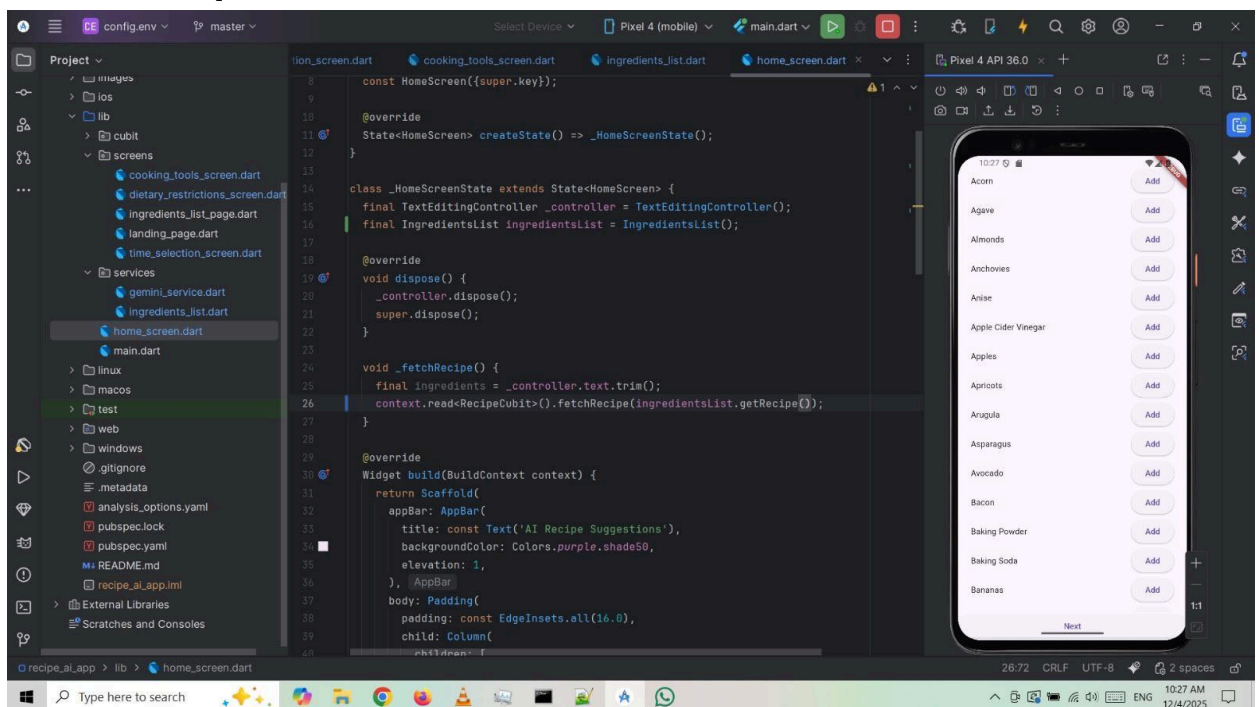 CE config.env master Select Device Pixel 4 (mobile) main.dart
Project
images
ios
lib
cubit
screens
cooking_tools_screen.dart
dietary_restrictions_screen.dart
ingredients_list_page.dart
landing_page.dart
time_selection_screen.dart
services
gemini_service.dart
ingredients_list.dart
home_screen.dart
main.dart
linux
macos
test
web
windows
.gitignore
.metadata
analysis_options.yaml
pubspec.lock
pubspec.yaml
README.md
recipe_ai_app.iml
External Libraries
Scratches and Consoles
tion_screen.dart cooking_tools_screen.dart ingredients_list.dart home_screen.dart
1
8 const HomeScreen({super.key});
9
10 @override
11 State<HomeScreen> createState() => _HomeScreenState();
12 }
13
14 class _HomeScreenState extends State<HomeScreen> {
15 final TextEditingController _controller = TextEditingController();
16 final IngredientsList ingredientsList = IngredientsList();
17
18 @override
19 void dispose() {
20 _controller.dispose();
21 super.dispose();
22 }
23
24 void _fetchRecipe() {
25 final ingredients = _controller.text.trim();
26 context.read<RecipeCubit>().fetchRecipe(ingredientsList.getRecipe());
27 }
28
29 @override
30 Widget build(BuildContext context) {
31 return Scaffold(
32 appBar: AppBar(
33 title: const Text('AI Recipe Suggestions'),
34 backgroundColor: Colors.purple.shade50,
35 elevation: 1,
36 ), AppBar
37 body: Padding(
38 padding: const EdgeInsets.all(16.0),
39 child: Column(
40 children: [
Pixel 4 API 36.0
10:27
Acorn Add
Agave Add
Almonds Add
Anchovies Add
Anise Add
Apple Cider Vinegar Add
Apples Add
Apricots Add
Arugula Add
Asparagus Add
Avocado Add
Bacon Add
Baking Powder Add
Baking Soda Add
Bananas Add
Next
1:1
recipe_ai_app > lib > home_screen.dart 26:72 CRLF UTF-8 2 spaces
Type here to search ENG 10:27 AM
12/4/2025